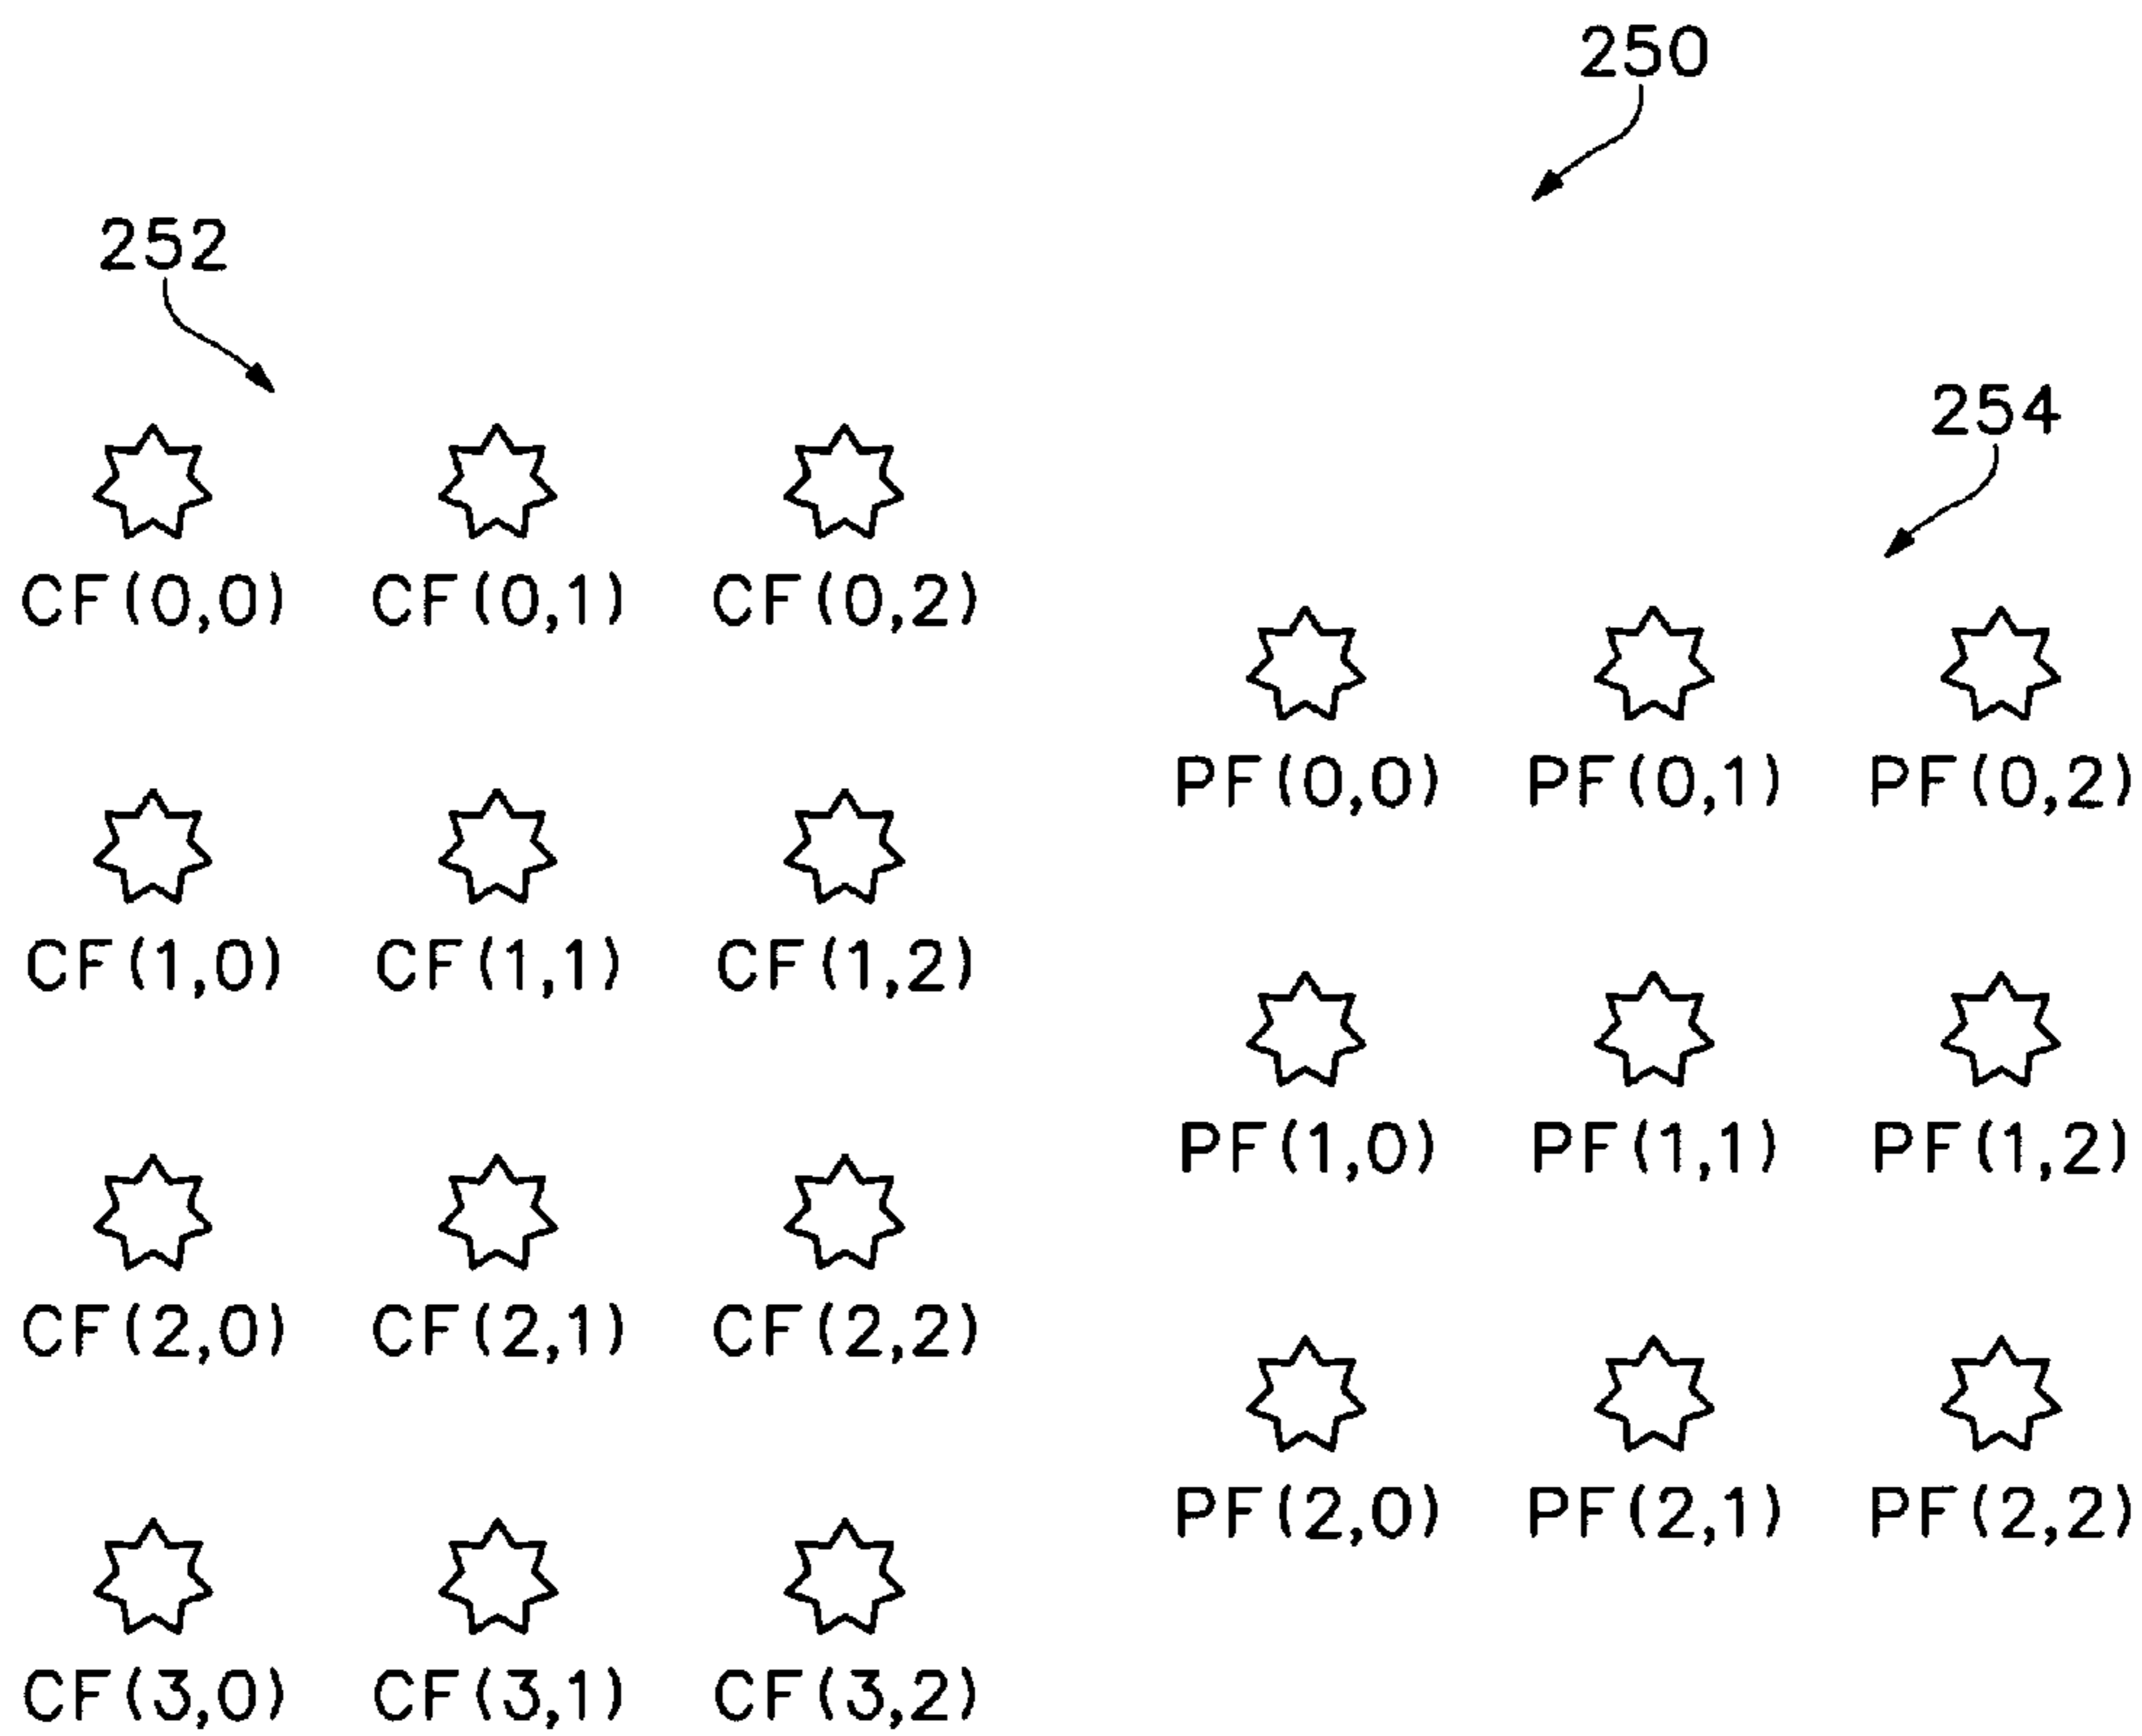 250
252
254
CF(0,0) CF(0,1) CF(0,2)
PF(0,0) PF(0,1) PF(0,2)
CF(1,0) CF(1,1) CF(1,2)
PF(1,0) PF(1,1) PF(1,2)
CF(2,0) CF(2,1) CF(2,2)
PF(2,0) PF(2,1) PF(2,2)
CF(3,0) CF(3,1) CF(3,2)